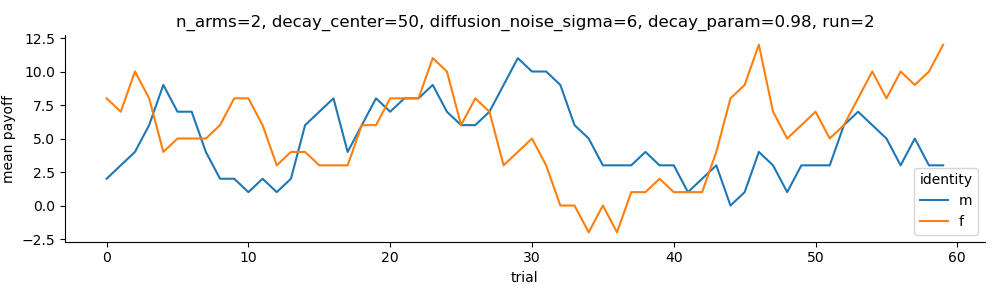 n_arms=2, decay_center=50, diffusion_noise_sigma=6, decay_param=0.98, run=2
mean payoff
12.5
10.0
7.5
5.0
2.5
0.0
−2.5
identity
m
f
0 10 20 30 40 50 60
trial